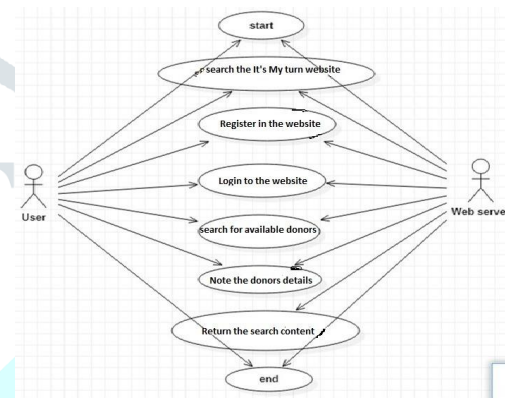 start
search the It's My turn website
Register in the website
Login to the website
User
Web serve
search for available donors
Note the donors details
Return the search content
end